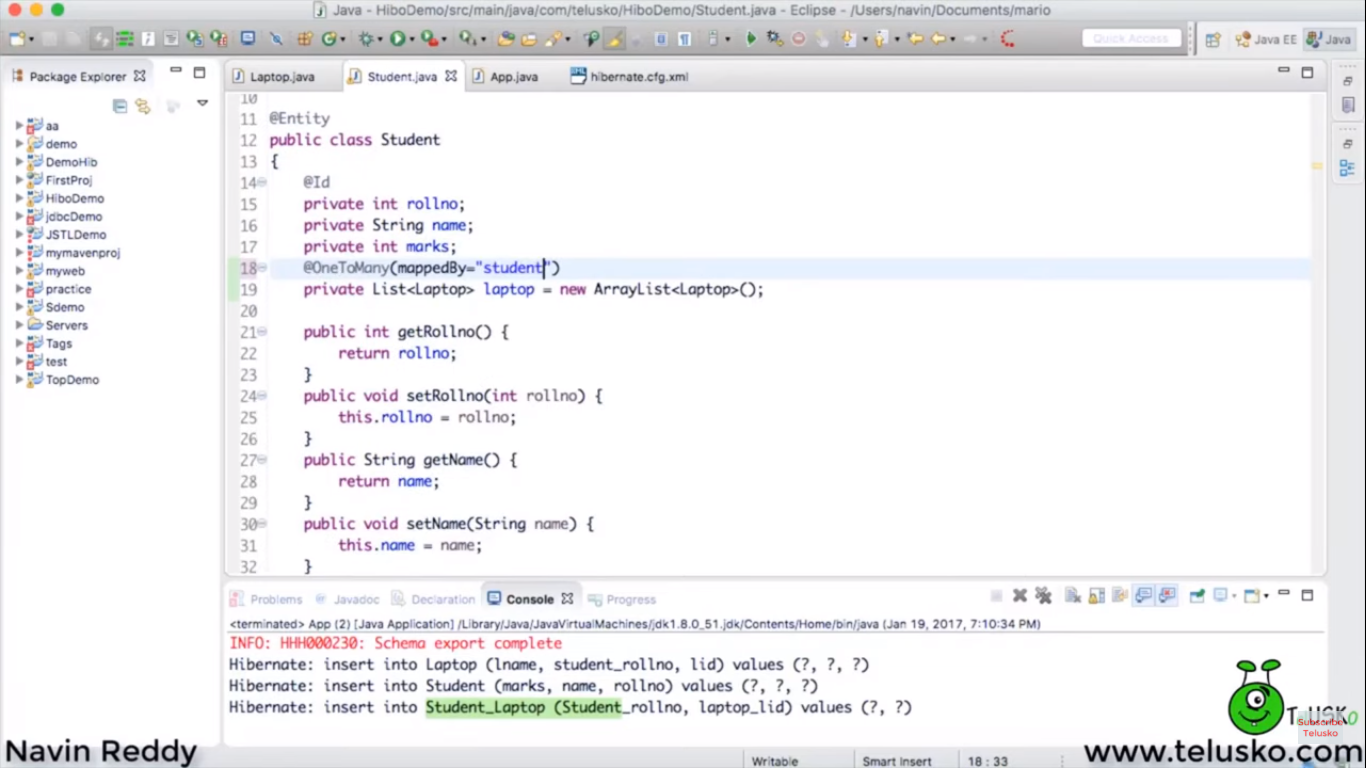 Java - HiboDemo/src/main/java/com/telusko/HiboDemo/Student.java - Eclipse - /Users/navin/Documents/mario
Quick Access
Java EE
Java
Package Explorer
Laptop.java
Student.java
App.java
hibernate.cfg.xml
aa
demo
DemoHib
FirstProj
HiboDemo
jdbcDemo
JSTLDemo
mymavenproj
myweb
practice
Sdemo
Servers
Tags
test
TopDemo
10
11 @Entity
12 public class Student
13 {
14 @Id
15 private int rollno;
16 private String name;
17 private int marks;
18 @OneToMany(mappedBy="student")
19 private List<Laptop> laptop = new ArrayList<Laptop>();
20
21 public int getRollno() {
22 return rollno;
23 }
24 public void setRollno(int rollno) {
25 this.rollno = rollno;
26 }
27 public String getName() {
28 return name;
29 }
30 public void setName(String name) {
31 this.name = name;
32 }
Problems
Javadoc
Declaration
Console
Progress
<terminated> App (2) [Java Application] /Library/Java/JavaVirtualMachines/jdk1.8.0_51.jdk/Contents/Home/bin/java (Jan 19, 2017, 7:10:34 PM)
INFO: HHH000230: Schema export complete
Hibernate: insert into Laptop (lname, student_rollno, lid) values (?, ?, ?)
Hibernate: insert into Student (marks, name, rollno) values (?, ?, ?)
Hibernate: insert into Student_Laptop (Student_rollno, laptop_lid) values (?, ?)
Subscribe
Telusko
Navin Reddy
www.telusko.com
Writable
Smart Insert
18 : 33